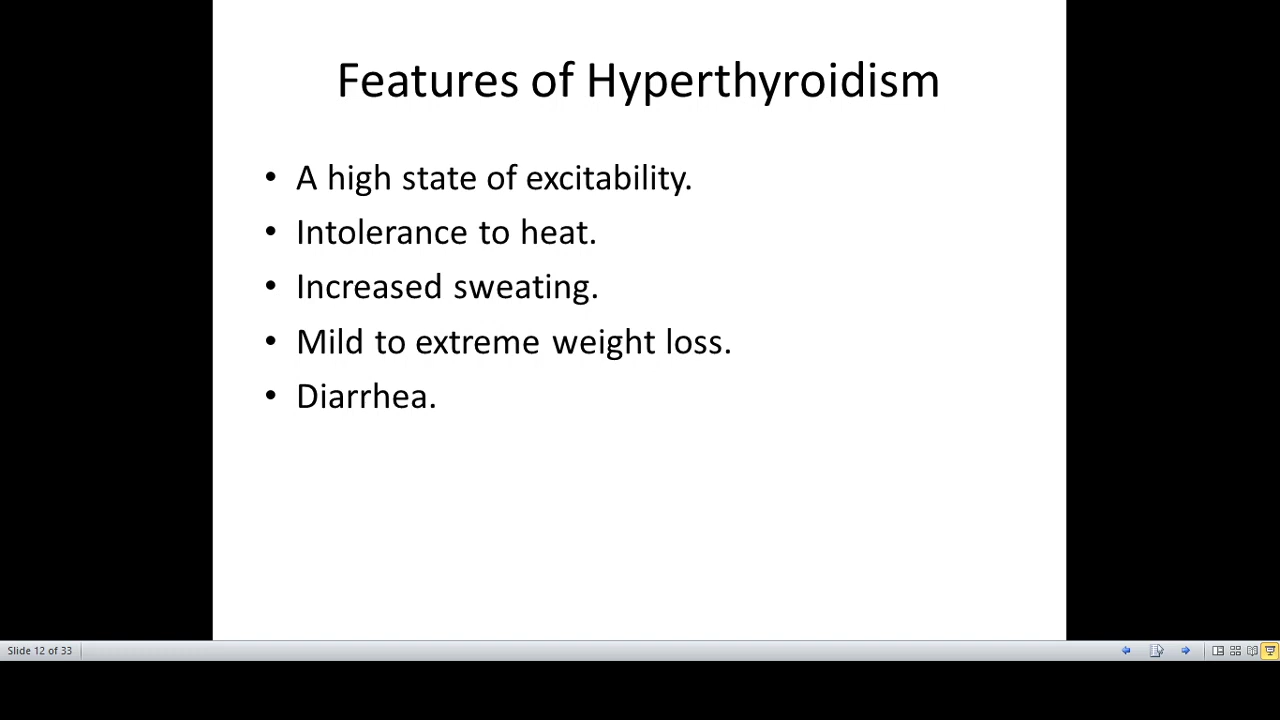 Features of Hyperthyroidism
• A high state of excitability.
• Intolerance to heat.
• Increased sweating.
• Mild to extreme weight loss.
• Diarrhea.
Slide 12 of 33